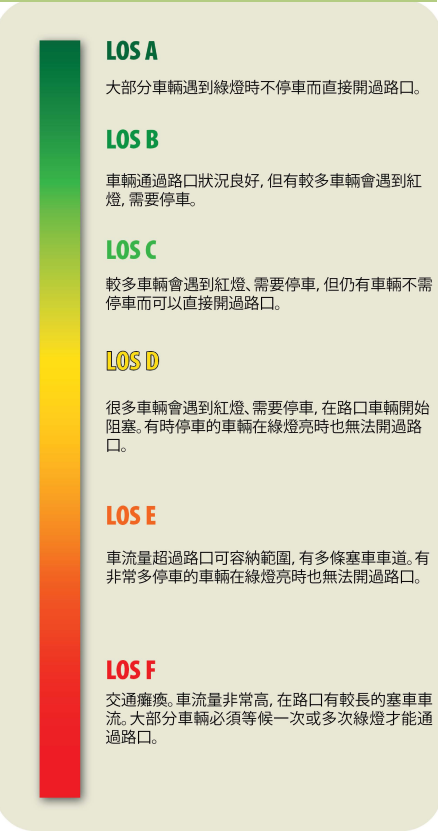 LOS A
大部分車輛遇到綠燈時不停車而直接開過路口。
LOS B
車輛通過路口狀況良好, 但有較多車輛會遇到紅
燈, 需要停車。
LOS C
較多車輛會遇到紅燈、需要停車, 但仍有車輛不需
停車而可以直接開過路口。
LOS D
很多車輛會遇到紅燈、需要停車, 在路口車輛開始
阻塞。有時停車的車輛在綠燈亮時也無法開過路
口。
LOS E
車流量超過路口可容納範圍, 有多條塞車車道。有
非常多停車的車輛在綠燈亮時也無法開過路口。
LOS F
交通癱瘓。車流量非常高, 在路口有較長的塞車車
流。大部分車輛必須等候一次或多次綠燈才能通
過路口。